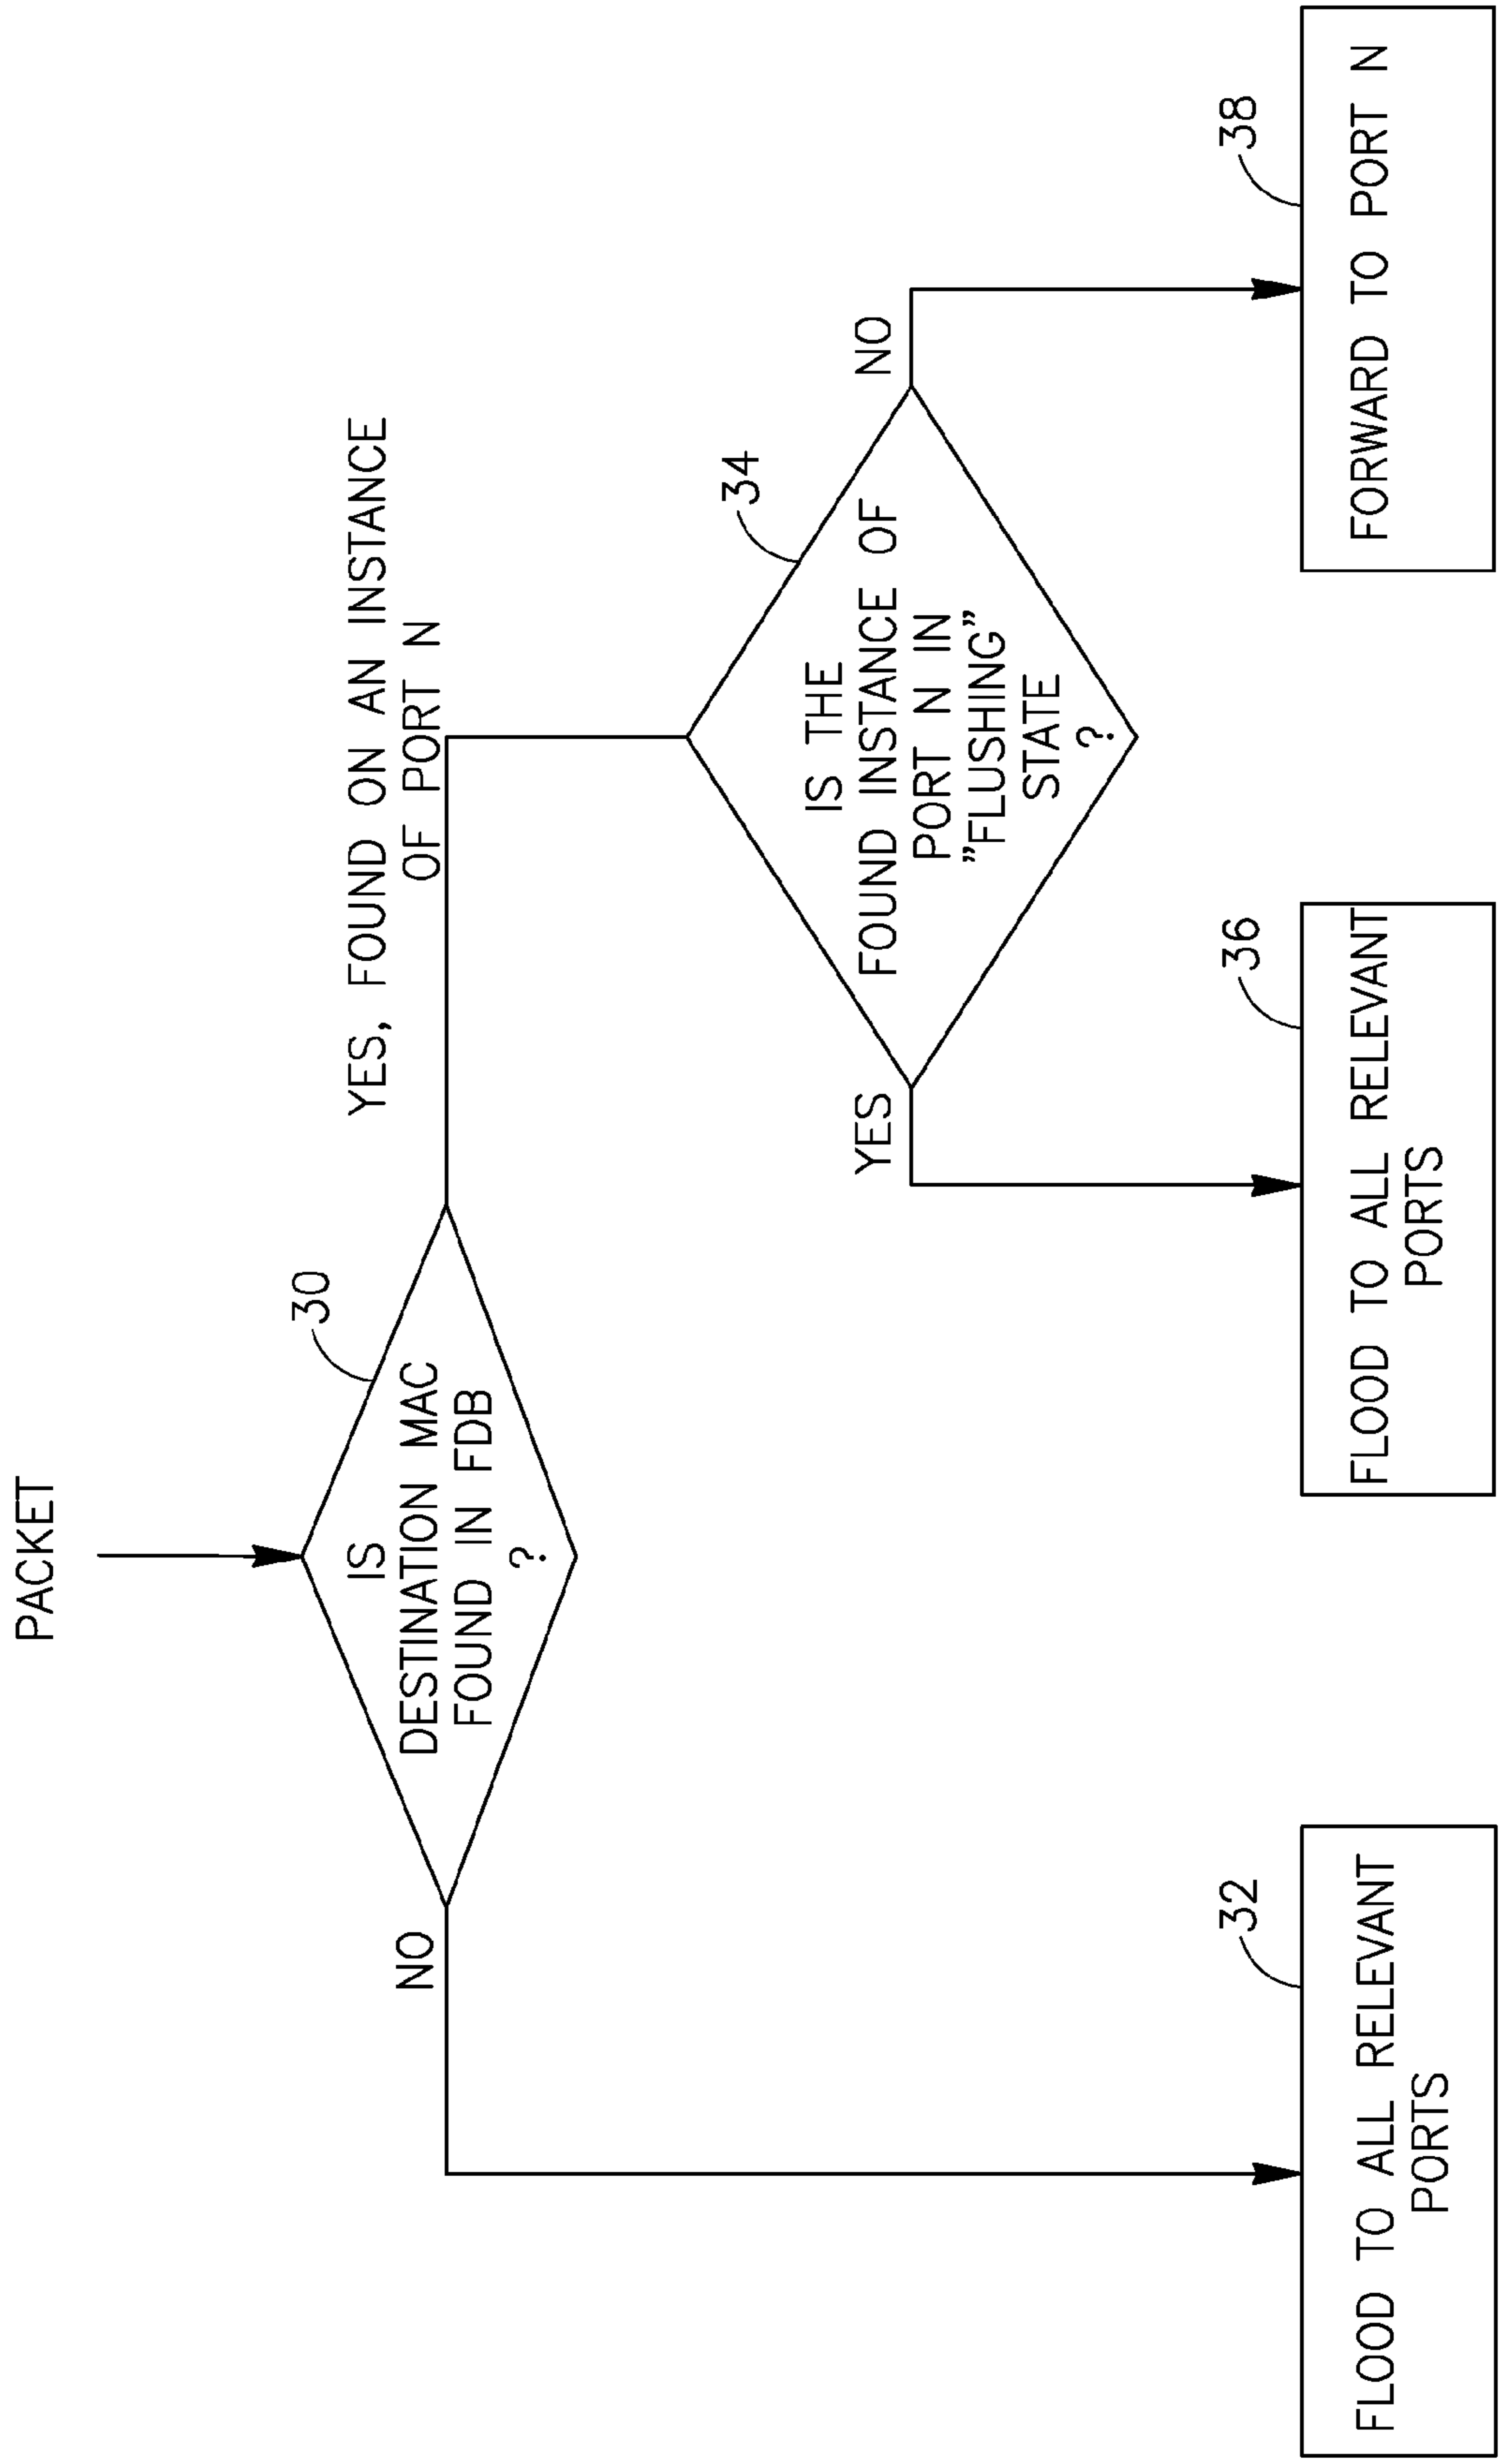 PACKET
30
IS
DESTINATION MAC
FOUND IN FDB
?
NO
YES, FOUND ON AN INSTANCE
OF PORT N
34
IS THE
FOUND INSTANCE OF
PORT N IN
"FLUSHING"
STATE
?
YES
NO
32
FLOOD TO ALL RELEVANT
PORTS
36
FLOOD TO ALL RELEVANT
PORTS
38
FORWARD TO PORT N